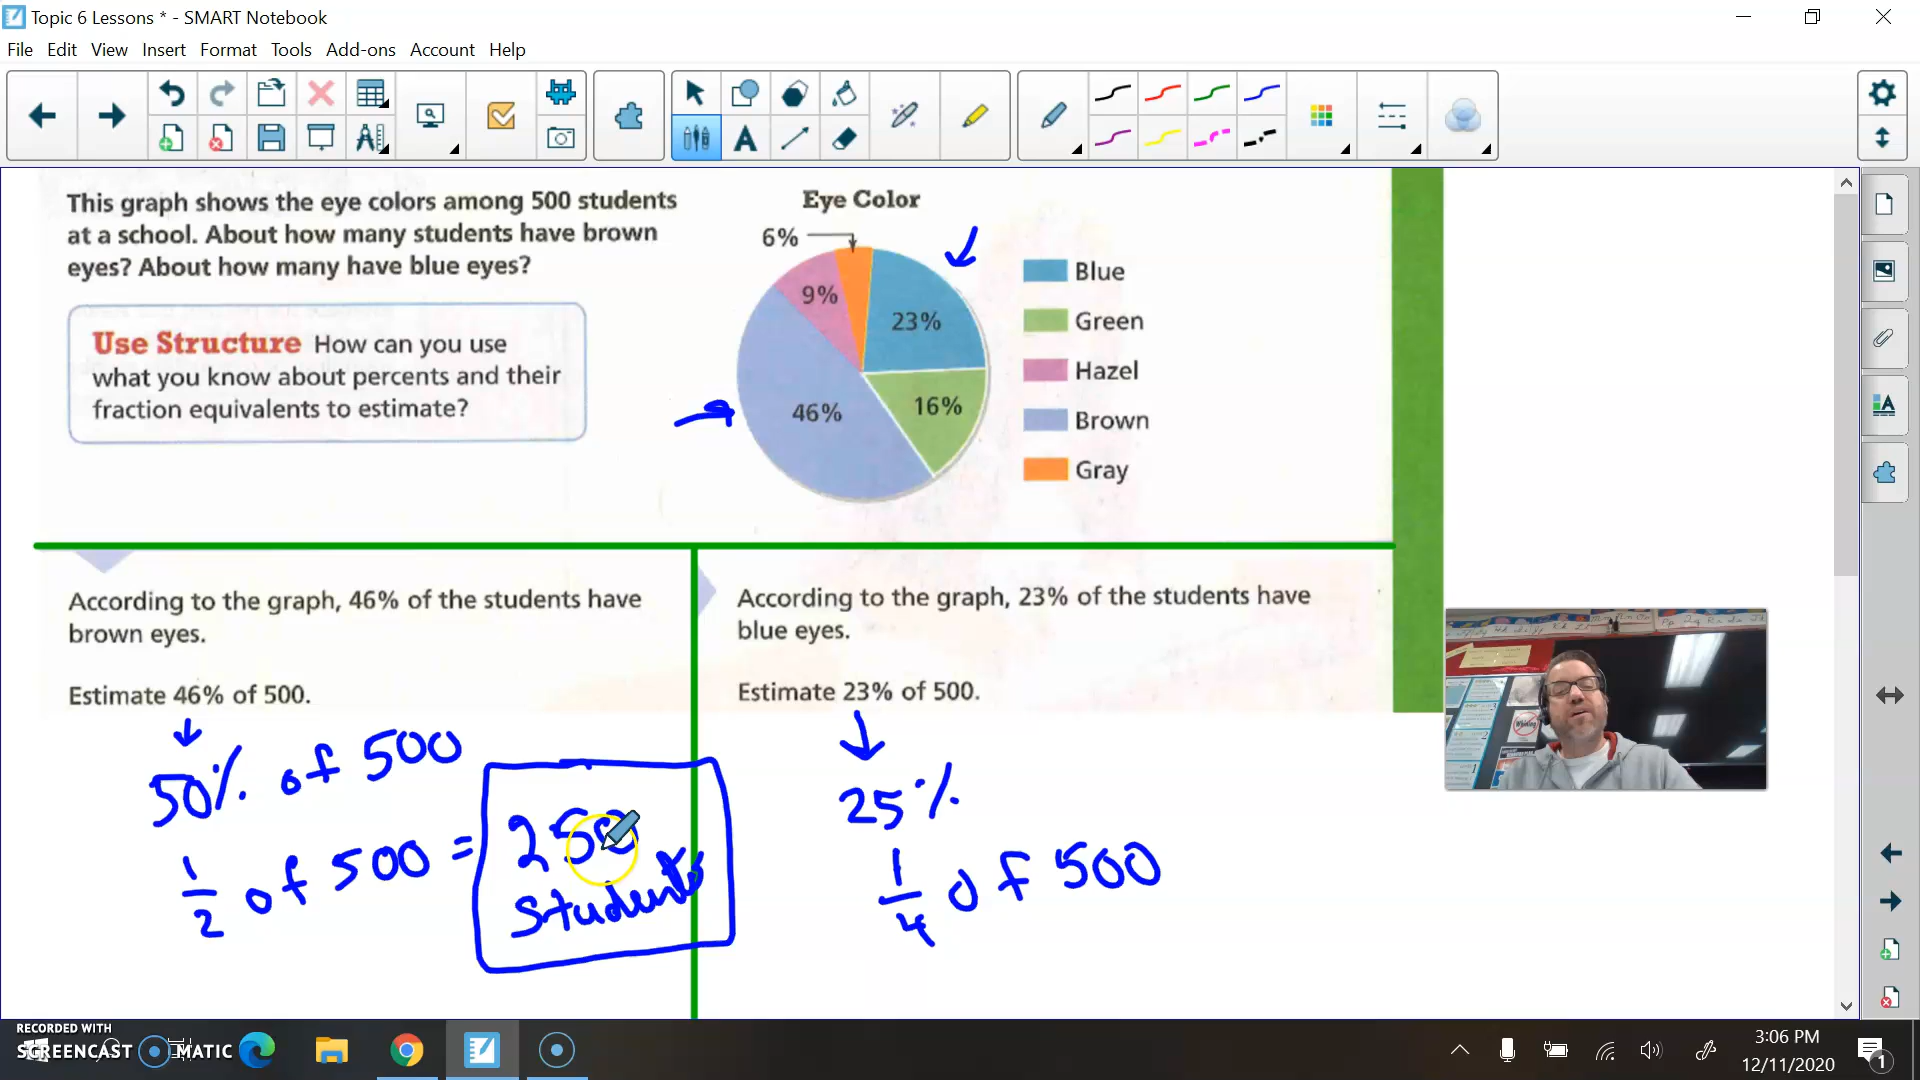 Topic 6 Lessons * - SMART Notebook
File Edit View Insert Format Tools Add-ons Account Help
This graph shows the eye colors among 500 students
at a school. About how many students have brown
eyes? About how many have blue eyes?
Use Structure How can you use
what you know about percents and their
fraction equivalents to estimate?
Eye Color
6%
9%
23%
46%
16%
Blue
Green
Hazel
Brown
Gray
According to the graph, 46% of the students have
brown eyes.
Estimate 46% of 500.
50% of 500
1/2 of 500 = 250
Students
According to the graph, 23% of the students have
blue eyes.
Estimate 23% of 500.
25%
1/4 of 500
RECORDED WITH
SCREENCAST MATIC
3:06 PM
12/11/2020
1